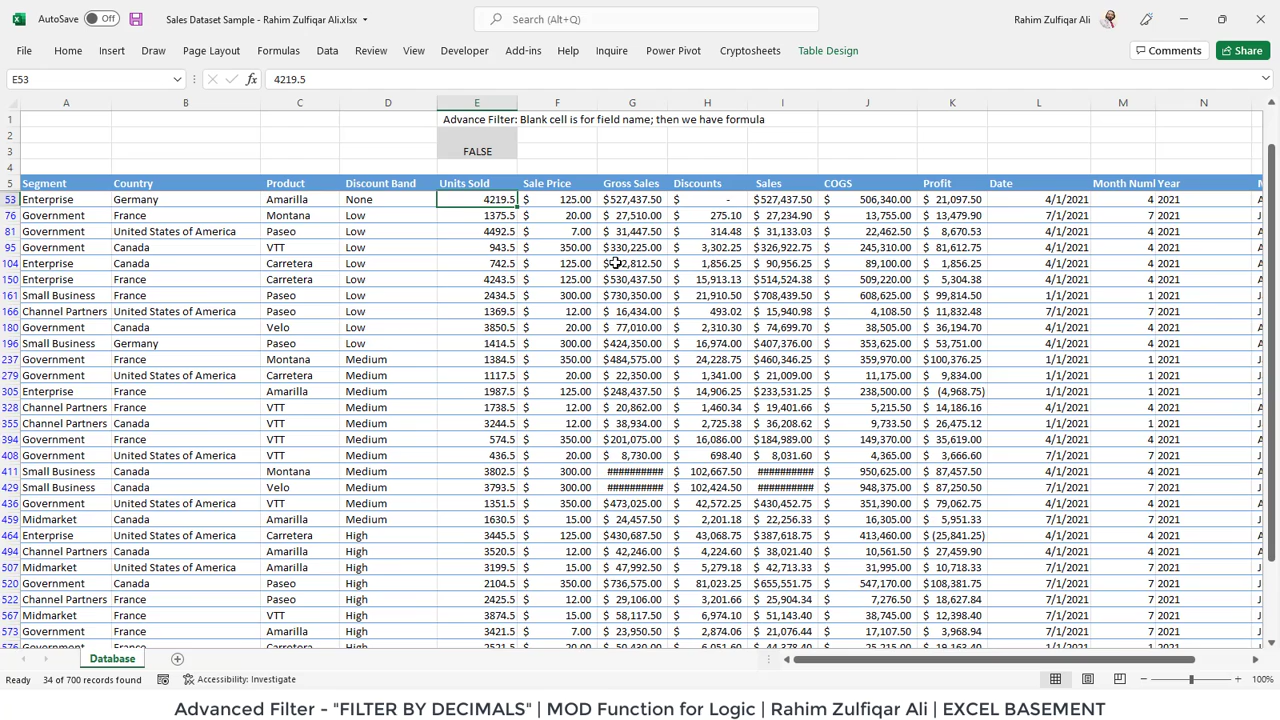 AutoSave Off Sales Dataset Sample - Rahim Zulfiqar Ali.xlsx Search (Alt+Q) Rahim Zulfiqar Ali
File Home Insert Draw Page Layout Formulas Data Review View Developer Add-ins Help Inquire Power Pivot Cryptosheets Table Design Comments Share
E53 fx 4219.5
A B C D E F G H I J K L M N
1 Advance Filter: Blank cell is for field name; then we have formula
2
3 FALSE
4
5 Segment Country Product Discount Band Units Sold Sale Price Gross Sales Discounts Sales COGS Profit Date Month Numl Year
53 Enterprise Germany Amarilla None 4219.5 $ 125.00 $527,437.50 $ - $527,437.50 $ 506,340.00 $ 21,097.50 4/1/2021 4 2021
76 Government France Montana Low 1375.5 $ 20.00 $ 27,510.00 $ 275.10 $ 27,234.90 $ 13,755.00 $ 13,479.90 7/1/2021 7 2021
81 Government United States of America Paseo Low 4492.5 $ 7.00 $ 31,447.50 $ 314.48 $ 31,133.03 $ 22,462.50 $ 8,670.53 4/1/2021 4 2021
95 Government Canada VTT Low 943.5 $ 350.00 $330,225.00 $ 3,302.25 $326,922.75 $ 245,310.00 $ 81,612.75 4/1/2021 4 2021
104 Enterprise Canada Carretera Low 742.5 $ 125.00 $ 2,812.50 $ 1,856.25 $ 90,956.25 $ 89,100.00 $ 1,856.25 4/1/2021 4 2021
150 Enterprise France Carretera Low 4243.5 $ 125.00 $530,437.50 $ 15,913.13 $514,524.38 $ 509,220.00 $ 5,304.38 4/1/2021 4 2021
161 Small Business France Paseo Low 2434.5 $ 300.00 $730,350.00 $ 21,910.50 $708,439.50 $ 608,625.00 $ 99,814.50 1/1/2021 1 2021
166 Channel Partners United States of America Paseo Low 1369.5 $ 12.00 $ 16,434.00 $ 493.02 $ 15,940.98 $ 4,108.50 $ 11,832.48 7/1/2021 7 2021
180 Government Canada Velo Low 3850.5 $ 20.00 $ 77,010.00 $ 2,310.30 $ 74,699.70 $ 38,505.00 $ 36,194.70 4/1/2021 4 2021
196 Small Business Germany Paseo Low 1414.5 $ 300.00 $424,350.00 $ 16,974.00 $407,376.00 $ 353,625.00 $ 53,751.00 4/1/2021 4 2021
237 Government France Montana Medium 1384.5 $ 350.00 $484,575.00 $ 24,228.75 $460,346.25 $ 359,970.00 $100,376.25 1/1/2021 1 2021
279 Government United States of America Carretera Medium 1117.5 $ 20.00 $ 22,350.00 $ 1,341.00 $ 21,009.00 $ 11,175.00 $ 9,834.00 1/1/2021 1 2021
305 Enterprise France Amarilla Medium 1987.5 $ 125.00 $248,437.50 $ 14,906.25 $233,531.25 $ 238,500.00 $ (4,968.75) 1/1/2021 1 2021
328 Channel Partners France VTT Medium 1738.5 $ 12.00 $ 20,862.00 $ 1,460.34 $ 19,401.66 $ 5,215.50 $ 14,186.16 4/1/2021 4 2021
355 Channel Partners Canada VTT Medium 3244.5 $ 12.00 $ 38,934.00 $ 2,725.38 $ 36,208.62 $ 9,733.50 $ 26,475.12 1/1/2021 1 2021
394 Government France VTT Medium 574.5 $ 350.00 $201,075.00 $ 16,086.00 $184,989.00 $ 149,370.00 $ 35,619.00 4/1/2021 4 2021
408 Government France VTT Medium 436.5 $ 20.00 $ 8,730.00 $ 698.40 $ 8,031.60 $ 4,365.00 $ 3,666.60 7/1/2021 7 2021
411 Small Business Canada Montana Medium 3802.5 $ 300.00 ########## $ 102,667.50 ########## $ 950,625.00 $ 87,457.50 4/1/2021 4 2021
429 Small Business Canada Velo Medium 3793.5 $ 300.00 ########## $ 102,424.50 ########## $ 948,375.00 $ 87,250.50 7/1/2021 7 2021
436 Government United States of America VTT Medium 1351.5 $ 350.00 $473,025.00 $ 42,572.25 $430,452.75 $ 351,390.00 $ 79,062.75 4/1/2021 4 2021
459 Midmarket Canada Amarilla Medium 1630.5 $ 15.00 $ 24,457.50 $ 2,201.18 $ 22,256.33 $ 16,305.00 $ 5,951.33 7/1/2021 7 2021
464 Enterprise United States of America Carretera High 3445.5 $ 125.00 $430,687.50 $ 43,068.75 $387,618.75 $ 413,460.00 $ (25,841.25) 4/1/2021 4 2021
494 Channel Partners Canada Amarilla High 3520.5 $ 12.00 $ 42,246.00 $ 4,224.60 $ 38,021.40 $ 10,561.50 $ 27,459.90 4/1/2021 4 2021
507 Midmarket United States of America Amarilla High 3199.5 $ 15.00 $ 47,992.50 $ 5,279.18 $ 42,713.33 $ 31,995.00 $ 10,718.33 7/1/2021 7 2021
520 Government Canada Paseo High 2104.5 $ 350.00 $736,575.00 $ 81,023.25 $655,551.75 $ 547,170.00 $108,381.75 7/1/2021 7 2021
522 Channel Partners France Paseo High 2425.5 $ 12.00 $ 29,106.00 $ 3,201.66 $ 25,904.34 $ 7,276.50 $ 18,627.84 7/1/2021 7 2021
567 Midmarket France VTT High 3874.5 $ 15.00 $ 58,117.50 $ 6,974.10 $ 51,143.40 $ 38,745.00 $ 12,398.40 7/1/2021 7 2021
573 Government France Amarilla High 3421.5 $ 7.00 $ 23,950.50 $ 2,874.06 $ 21,076.44 $ 17,107.50 $ 3,968.94 7/1/2021 7 2021
Database
Ready 34 of 700 records found Accessibility: Investigate 100%
Advanced Filter - "FILTER BY DECIMALS" | MOD Function for Logic | Rahim Zulfiqar Ali | EXCEL BASEMENT